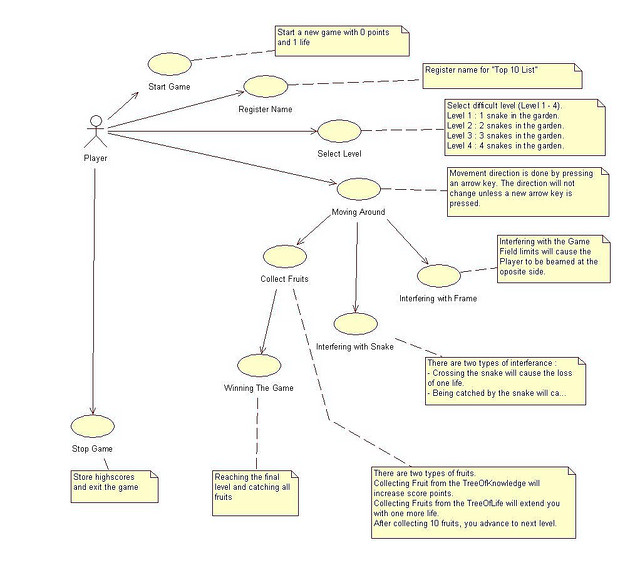 Start a new game with 0 points
and 1 life
Start Game
Register name for "Top 10 List"
Register Name
Select difficult level (Level 1 - 4).
Level 1 : 1 snake in the garden.
Level 2 : 2 snakes in the garden.
Level 3 : 3 snakes in the garden.
Level 4 : 4 snakes in the garden.
Player
Select Level
Movement direction is done by pressing
an arrow key. The direction will not
change unless a new arrow key is
pressed.
Moving Around
Interfering with the Game
Field limits will cause the
Player to be beamed at the
oposite side.
Collect Fruits
Interfering with Frame
Interfering with Snake
There are two types of interferance :
- Crossing the snake will cause the loss
of one life.
- Being catched by the snake will ca...
Winning The Game
Stop Game
Store highscores
and exit the game
Reaching the final
level and catching all
fruits
There are two types of fruits.
Collecting Fruit from the TreeOfKnowledge will
increase score points.
Collecting Fruits from the TreeOfLife will extend you
with one more life.
After collecting 10 fruits, you advance to next level.